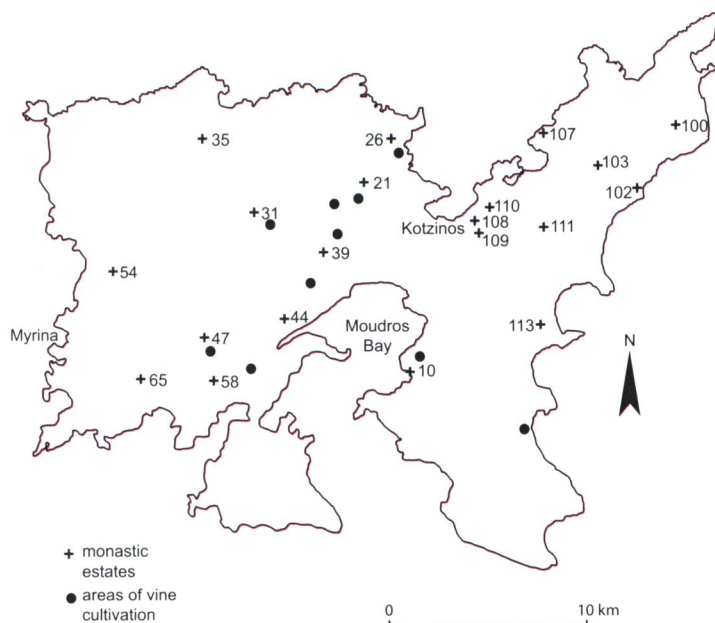 100
107
35
26
103
21
102
110
31
108
Kotzinos
111
109
39
54
44
113
Moudros
Bay
47
Myrina
N
10
65
58
+ monastic
estates
● areas of vine
cultivation
0 10 km